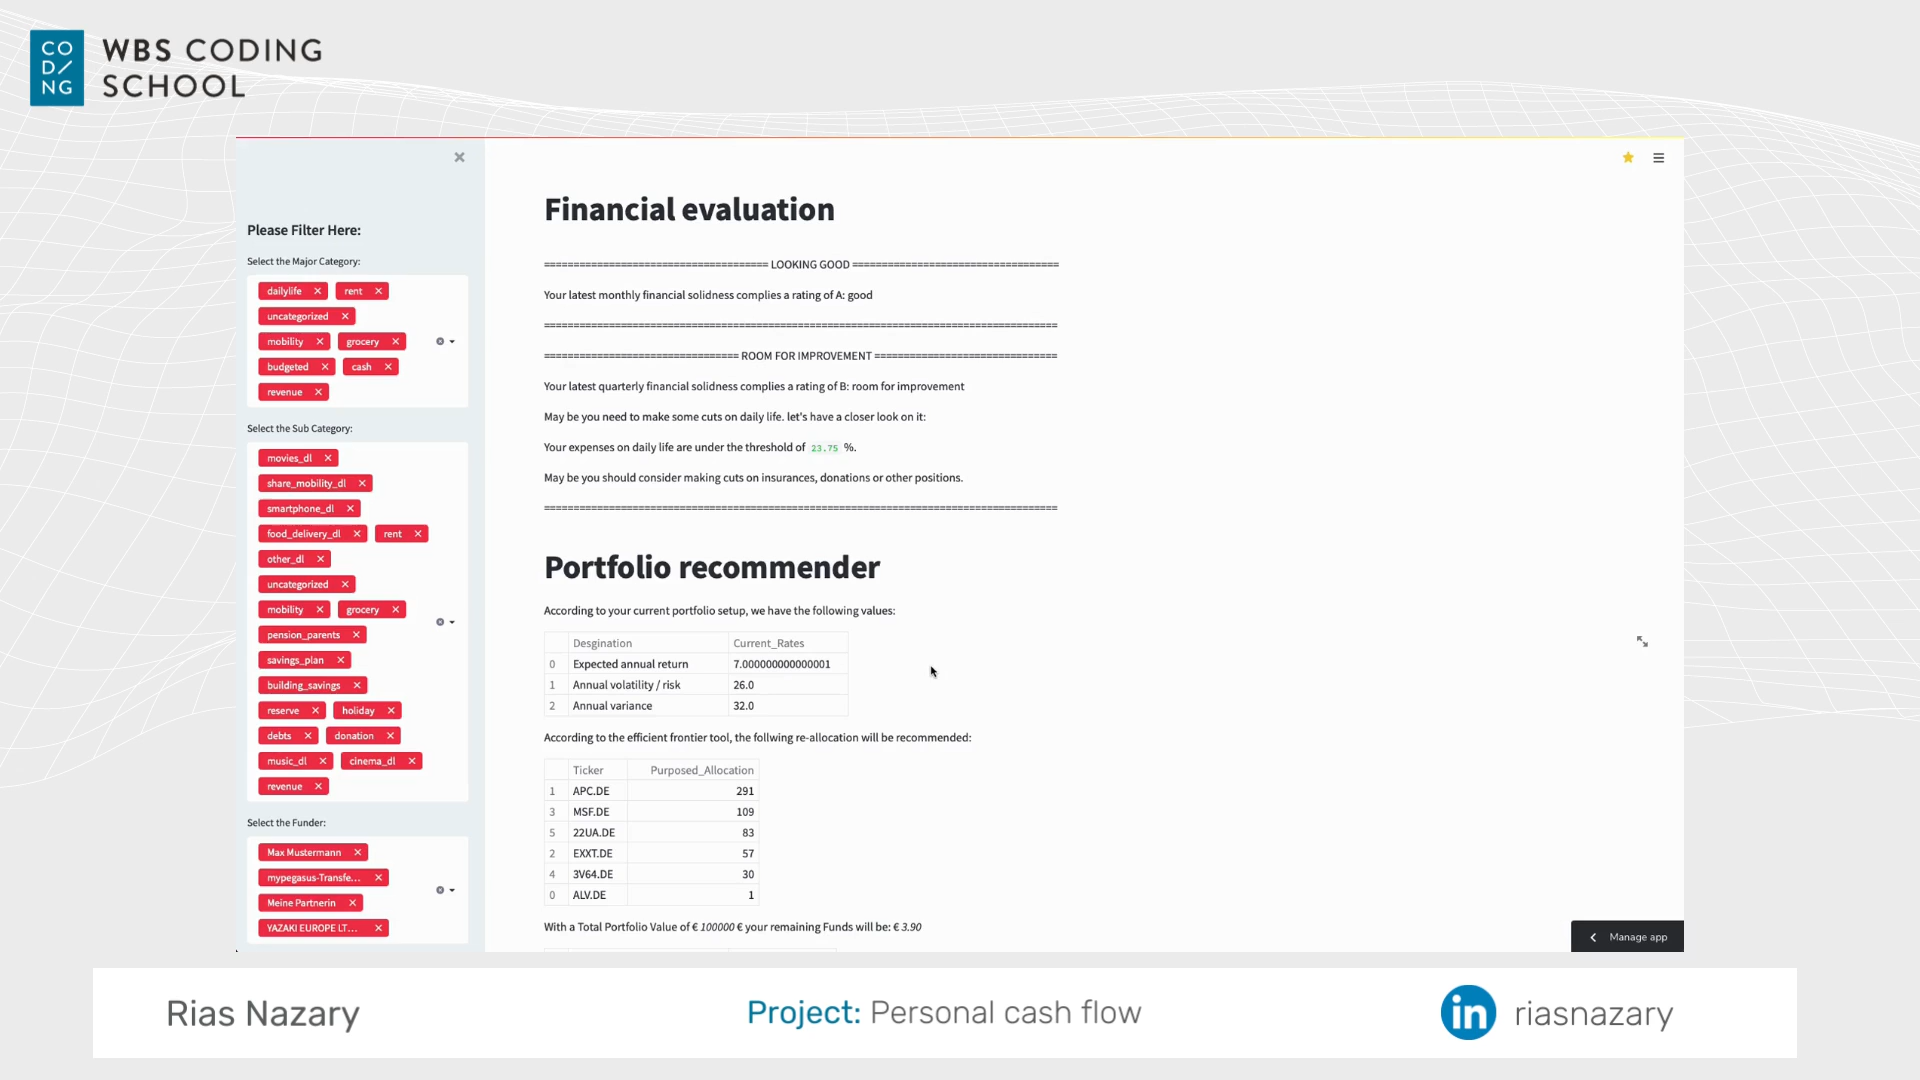 CO
D/
NG
WBS CODING
SCHOOL
Please Filter Here:
Select the Major Category:
dailylife rent
uncategorized
mobility grocery
budgeted cash
revenue
Select the Sub Category:
movies_dl
share_mobility_dl
smartphone_dl
food_delivery_dl rent
other_dl
uncategorized
mobility grocery
pension_parents
savings_plan
building_savings
reserve holiday
debts donation
music_dl cinema_dl
revenue
Select the Funder:
Max Mustermann
mypegasus-Transfe...
Meine Partnerin
YAZAKI EUROPE LT...
Financial evaluation
====================================== LOOKING GOOD ===================================
Your latest monthly financial solidness complies a rating of A: good
=======================================================================================
================================= ROOM FOR IMPROVEMENT ===============================
Your latest quarterly financial solidness complies a rating of B: room for improvement
May be you need to make some cuts on daily life. let's have a closer look on it:
Your expenses on daily life are under the threshold of 23.75 %.
May be you should consider making cuts on insurances, donations or other positions.
=======================================================================================
Portfolio recommender
According to your current portfolio setup, we have the following values:
Desgination Current_Rates
0 Expected annual return 7.000000000000001
1 Annual volatility / risk 26.0
2 Annual variance 32.0
According to the efficient frontier tool, the follwing re-allocation will be recommended:
Ticker Purposed_Allocation
1 APC.DE 291
3 MSF.DE 109
5 22UA.DE 83
2 EXXT.DE 57
4 3V64.DE 30
0 ALV.DE 1
With a Total Portfolio Value of € 100000 € your remaining Funds will be: € 3.90
Manage app
Rias Nazary
Project: Personal cash flow
in riasnazary